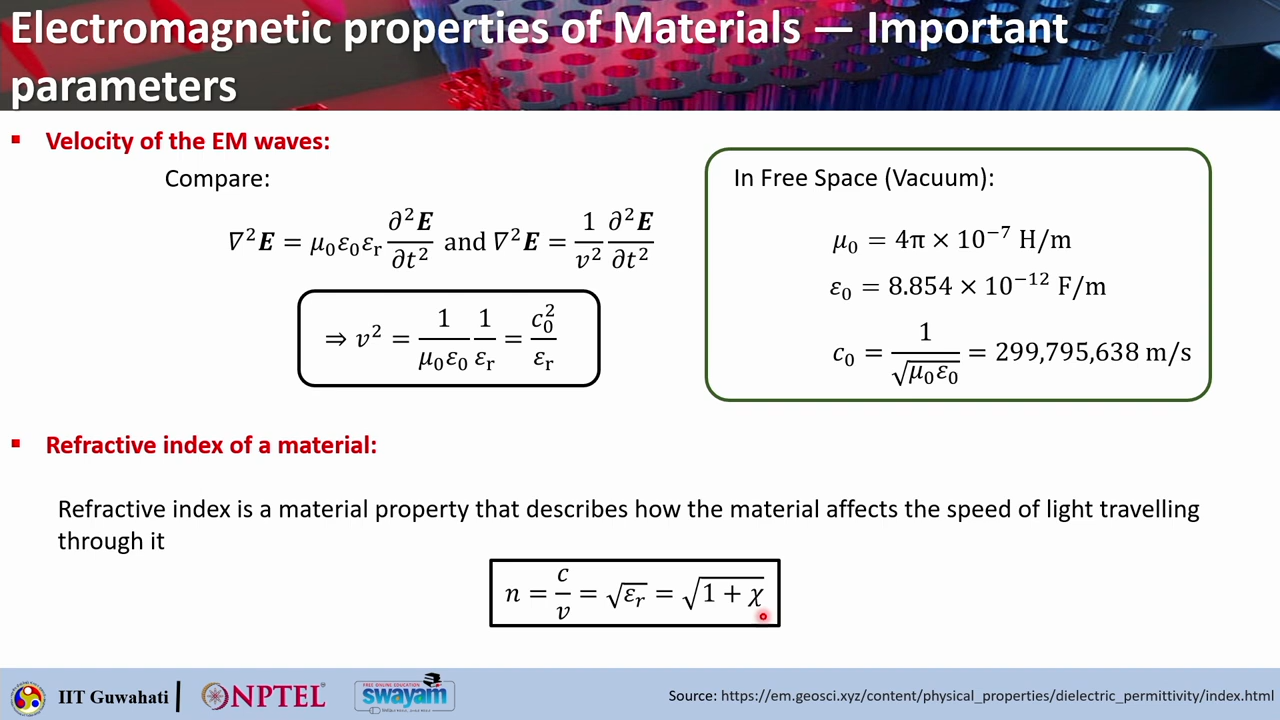 Electromagnetic properties of Materials — Important
parameters
▪ Velocity of the EM waves:
Compare:
∇²E = μ₀ε₀εᵣ ∂²E/∂t² and ∇²E = 1/v² ∂²E/∂t²
⇒ v² = 1/μ₀ε₀ 1/εᵣ = c₀²/εᵣ
In Free Space (Vacuum):
μ₀ = 4π × 10⁻⁷ H/m
ε₀ = 8.854 × 10⁻¹² F/m
c₀ = 1/√μ₀ε₀ = 299,795,638 m/s
▪ Refractive index of a material:
Refractive index is a material property that describes how the material affects the speed of light travelling
through it
n = c/v = √εᵣ = √1 + χ
IIT Guwahati
NPTEL
FREE ONLINE EDUCATION
swayam
Source: https://em.geosci.xyz/content/physical_properties/dielectric_permittivity/index.html